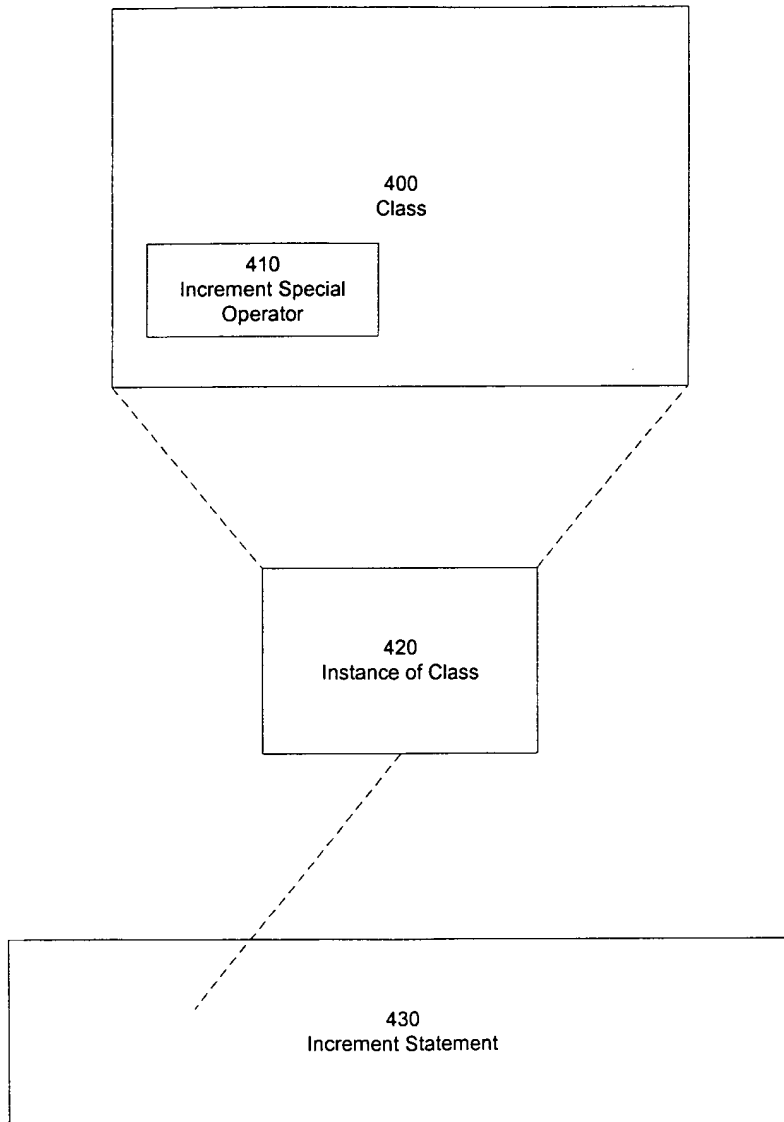 400
Class
410
Increment Special
Operator
420
Instance of Class
430
Increment Statement